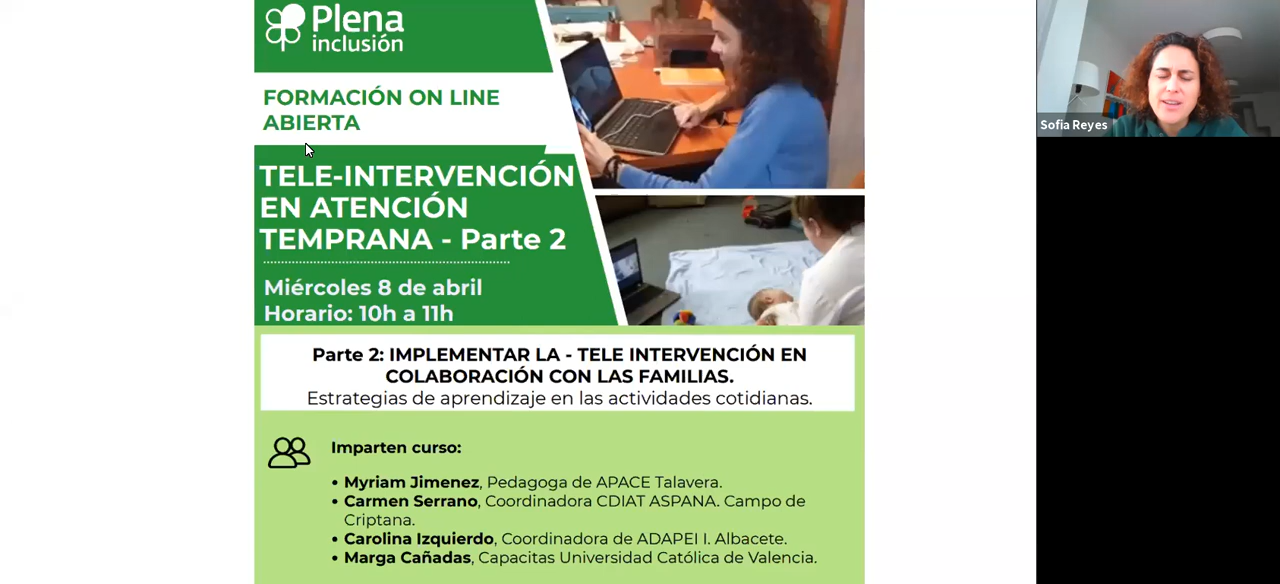 Plena
inclusión
FORMACIÓN ON LINE
ABIERTA
TELE-INTERVENCIÓN
EN ATENCIÓN
TEMPRANA - Parte 2
Miércoles 8 de abril
Horario: 10h a 11h
Parte 2: IMPLEMENTAR LA - TELE INTERVENCIÓN EN
COLABORACIÓN CON LAS FAMILIAS.
Estrategias de aprendizaje en las actividades cotidianas.
Imparten curso:
• Myriam Jimenez, Pedagoga de APACE Talavera.
• Carmen Serrano, Coordinadora CDIAT ASPANA. Campo de
Criptana.
• Carolina Izquierdo, Coordinadora de ADAPEI I. Albacete.
• Marga Cañadas, Capacitas Universidad Católica de Valencia.
Sofia Reyes